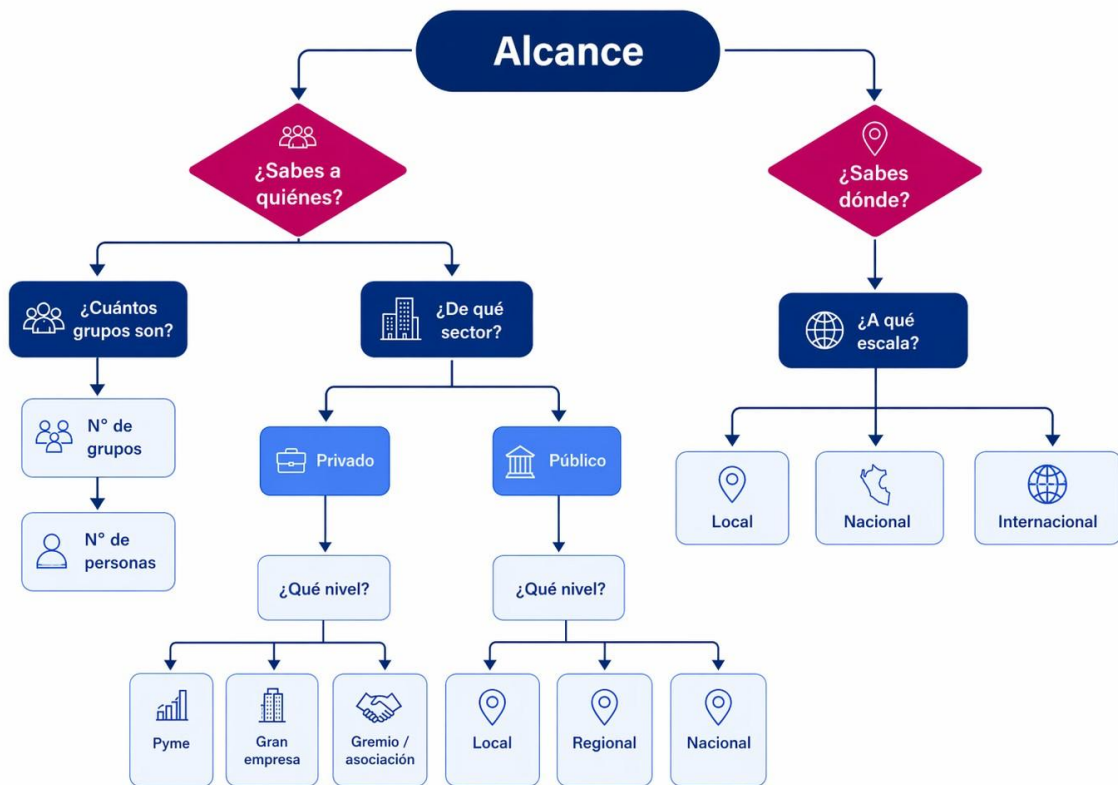 Alcance
¿Sabes a
quiénes?
¿Sabes
dónde?
¿Cuántos
grupos son?
¿De qué
sector?
¿A qué
escala?
N° de
grupos
Privado
Público
Local
Nacional
Internacional
N° de
personas
¿Qué nivel?
¿Qué nivel?
Pyme
Gran
empresa
Gremio /
asociación
Local
Regional
Nacional